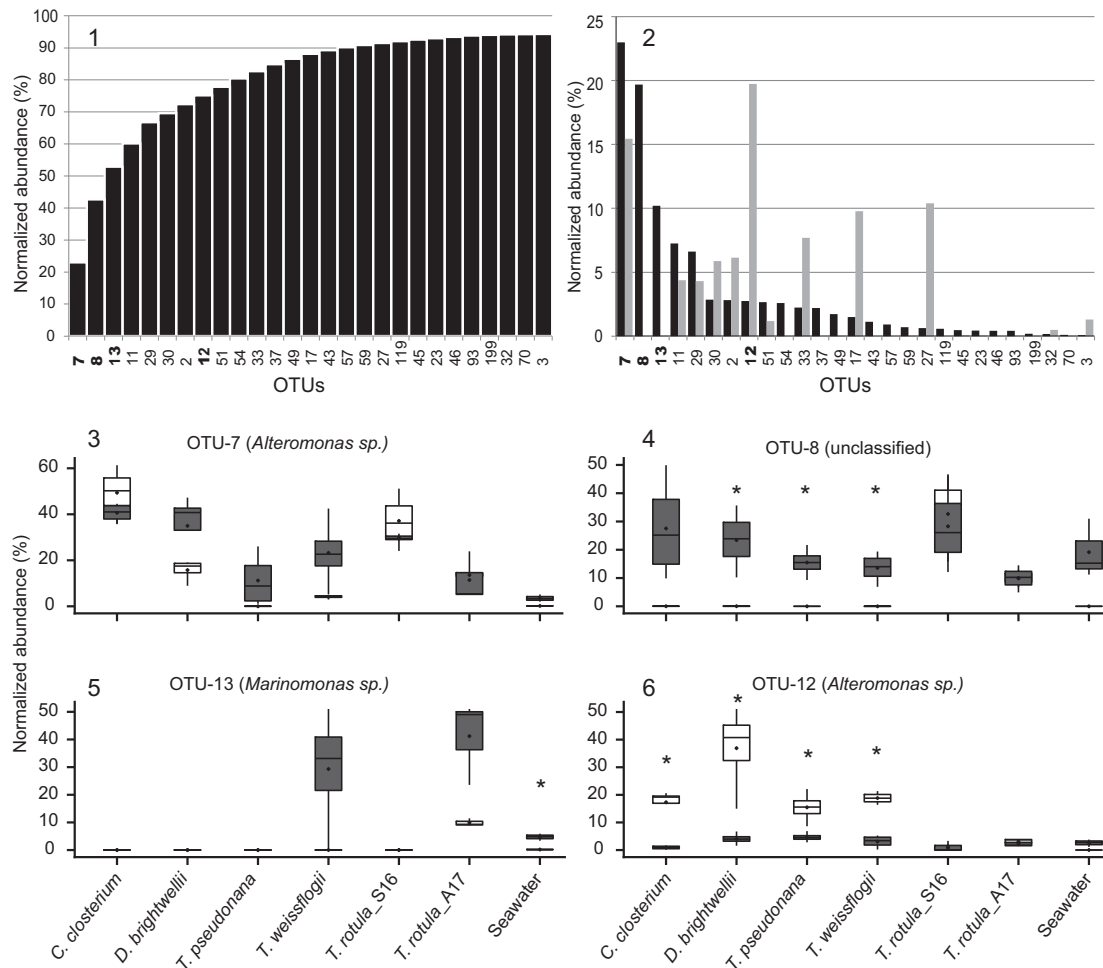 1
Normalized abundance (%)
100
90
80
70
60
50
40
30
20
10
0
7 8 13 11 29 30 2 12 51 54 33 37 49 17 43 57 59 27 119 45 23 46 93 199 32 70 3
OTUs
2
Normalized abundance (%)
25
20
15
10
5
0
7 8 13 11 29 30 2 12 51 54 33 37 49 17 43 57 59 27 119 45 23 46 93 199 32 70 3
OTUs
Normalized abundance (%)
3
OTU-7 (Alteromonas sp.)
60
40
20
0
4
OTU-8 (unclassified)
50
40
30
20
10
0
* * *
5
OTU-13 (Marinomonas sp.)
50
40
30
20
10
0
*
C. closterium
D. brightwellii
T. pseudonana
T. weissflogii
T. rotula_S16
T. rotula_A17
Seawater
6
OTU-12 (Alteromonas sp.)
50
40
30
20
10
0
* * * *
C. closterium
D. brightwellii
T. pseudonana
T. weissflogii
T. rotula_S16
T. rotula_A17
Seawater